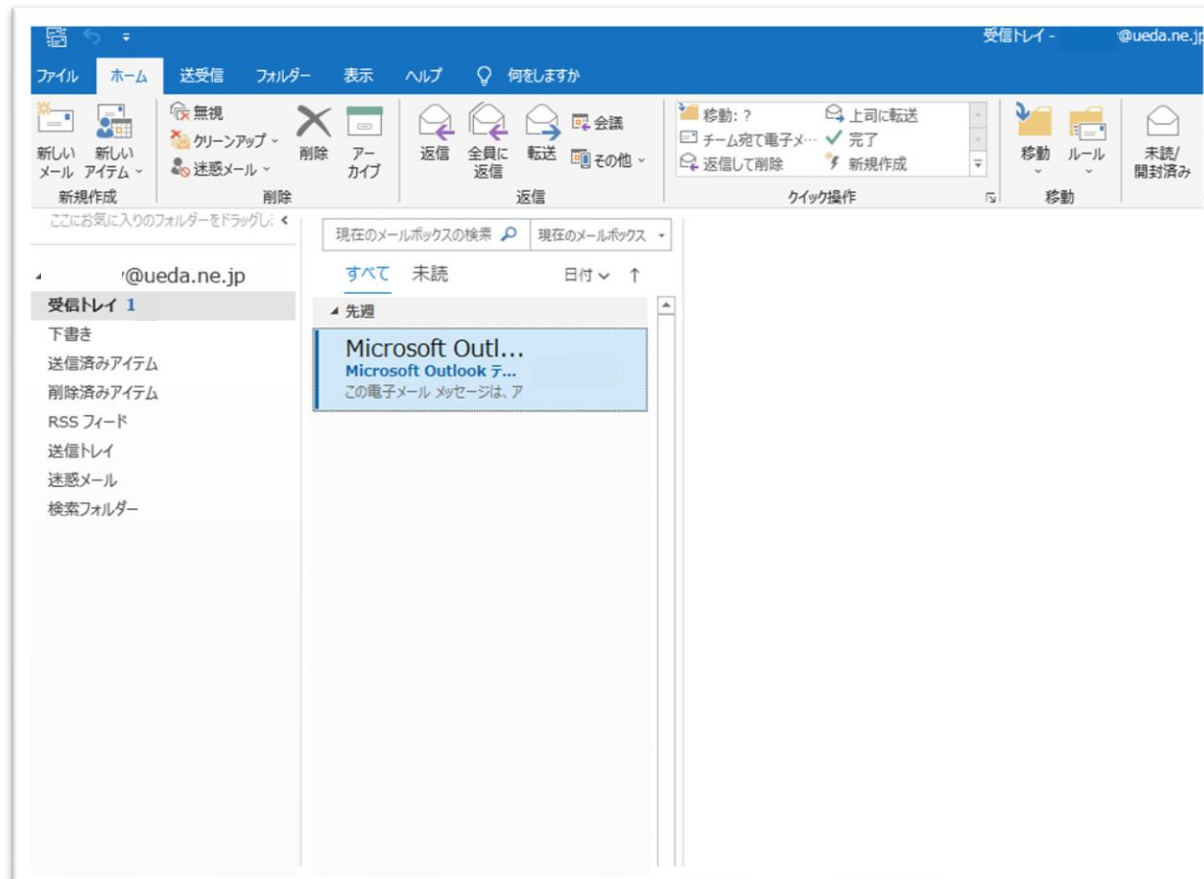 受信トレイ - @ueda.ne.jp
ファイル ホーム 送受信 フォルダー 表示 ヘルプ 何をしますか
新しい
メール
新しい
アイテム
新規作成
無視
クリーンアップ
迷惑メール
削除
アー
カイブ
削除
返信
全員に
返信
転送
会議
その他
返信
移動: ?
チーム宛て電子メ…
返信して削除
上司に転送
完了
新規作成
クイック操作
移動
ルール
移動
未読/
開封済み
ここにお気に入りのフォルダーをドラッグし
@ueda.ne.jp
受信トレイ 1
下書き
送信済みアイテム
削除済みアイテム
RSS フィード
送信トレイ
迷惑メール
検索フォルダー
現在のメールボックスの検索 現在のメールボックス
すべて 未読 日付
先週
Microsoft Outl...
Microsoft Outlook テ...
この電子メール メッセージは、ア